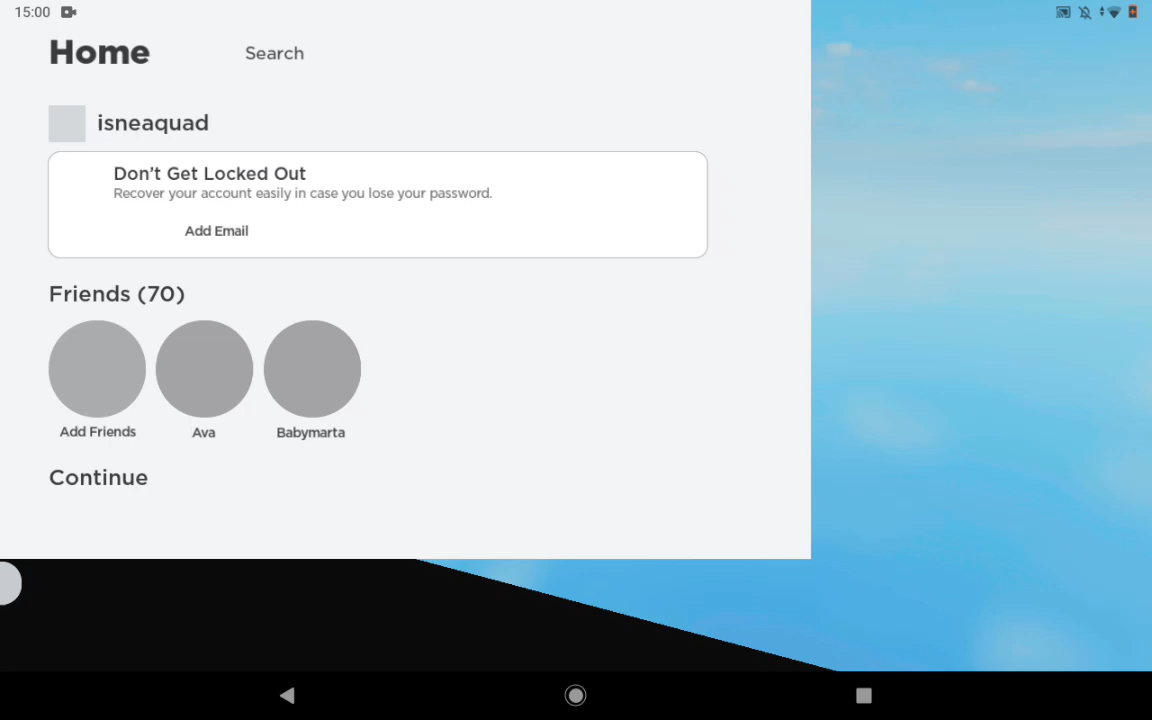 15:00
Home
Search
isneaquad
Don’t Get Locked Out
Recover your account easily in case you lose your password.
Add Email
Friends (70)
Add Friends
Ava
Babymarta
Continue